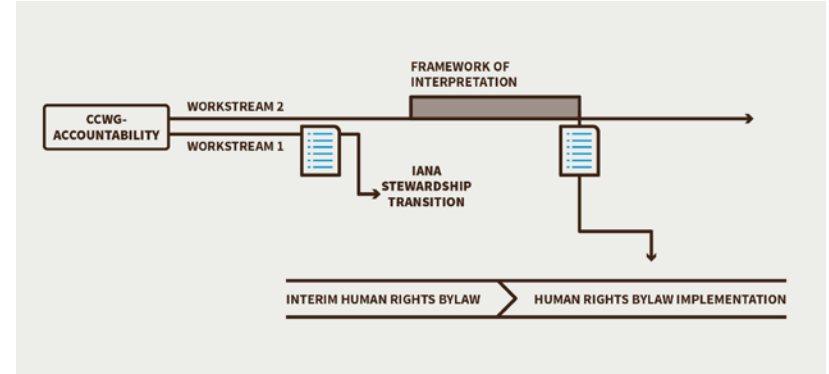 FRAMEWORK OF
INTERPRETATION
WORKSTREAM 2
CCWG-
ACCOUNTABILITY
WORKSTREAM 1
IANA
STEWARDSHIP
TRANSITION
INTERIM HUMAN RIGHTS BYLAW
HUMAN RIGHTS BYLAW IMPLEMENTATION